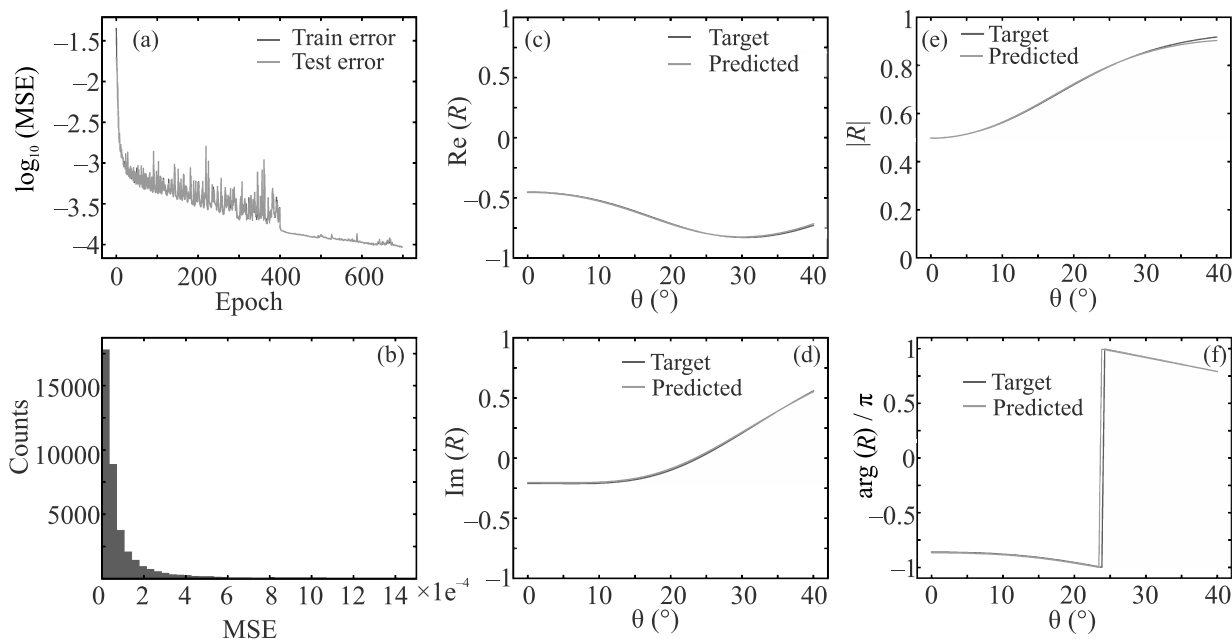 (a)
Train error
Test error
−1.5
−2
−2.5
−3
−3.5
−4
log₁₀ (MSE)
0
200
400
600
Epoch
(c)
Target
Predicted
1
0.5
0
−0.5
−1
Re (R)
0
10
20
30
40
θ (°)
(e)
Target
Predicted
1
0.8
0.6
0.4
0.2
0
|R|
0
10
20
30
40
θ (°)
(b)
15000
10000
5000
Counts
0
2
4
6
8
10
12
14
×1e⁻⁴
MSE
(d)
Target
Predicted
1
0.5
0
−0.5
−1
Im (R)
0
10
20
30
40
θ (°)
(f)
Target
Predicted
1
0.5
0
−0.5
−1
arg (R) / π
0
10
20
30
40
θ (°)